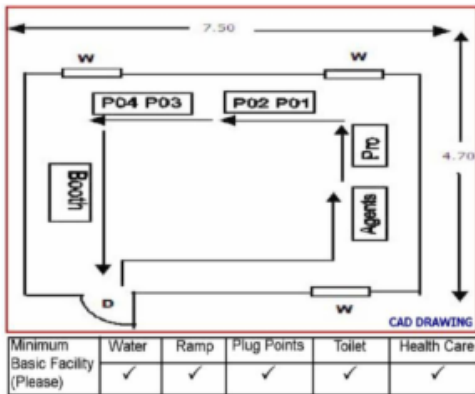 7.50
W
W
P04 P03
P02 P01
Pro
4.70
Booth
Agents
D
W
CAD DRAWING
Minimum Basic Facility (Please)
Water
Ramp
Plug Points
Toilet
Health Care
✓ ✓ ✓ ✓ ✓